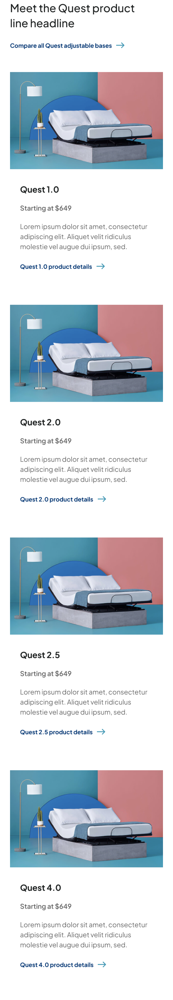 Meet the Quest product
line headline
Compare all Quest adjustable bases
Quest 1.0
Starting at $649
Lorem ipsum dolor sit amet, consectetur
adipiscing elit. Aliquet velit ridiculus
molestie vel augue dui ipsum, sed.
Quest 1.0 product details
Quest 2.0
Starting at $649
Lorem ipsum dolor sit amet, consectetur
adipiscing elit. Aliquet velit ridiculus
molestie vel augue dui ipsum, sed.
Quest 2.0 product details
Quest 2.5
Starting at $649
Lorem ipsum dolor sit amet, consectetur
adipiscing elit. Aliquet velit ridiculus
molestie vel augue dui ipsum, sed.
Quest 2.5 product details
Quest 4.0
Starting at $649
Lorem ipsum dolor sit amet, consectetur
adipiscing elit. Aliquet velit ridiculus
molestie vel augue dui ipsum, sed.
Quest 4.0 product details